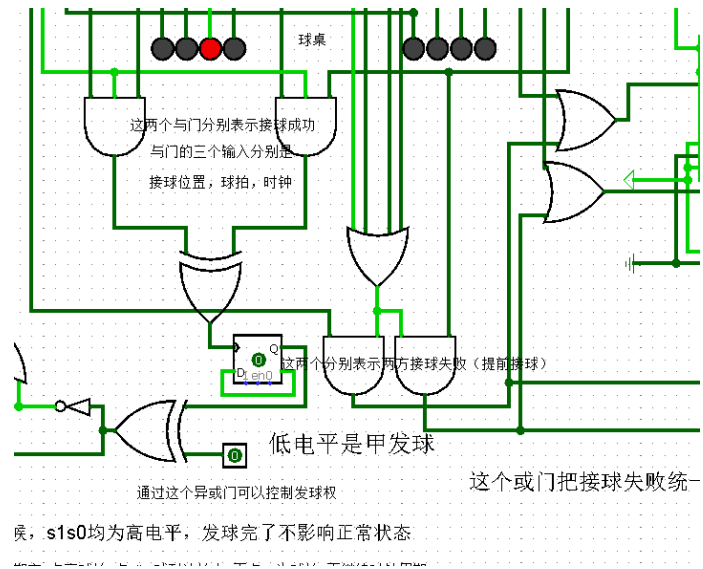 球桌
这两个与门分别表示接球成功
与门的三个输入分别是
接球位置，球拍，时钟
Q
D
1 en0
0
这两个分别表示两方接球失败（提前接球）
低电平是甲发球
0
通过这个异或门可以控制发球权
这个或门把接球失败统一
候，s1s0均为高电平，发球完了不影响正常状态